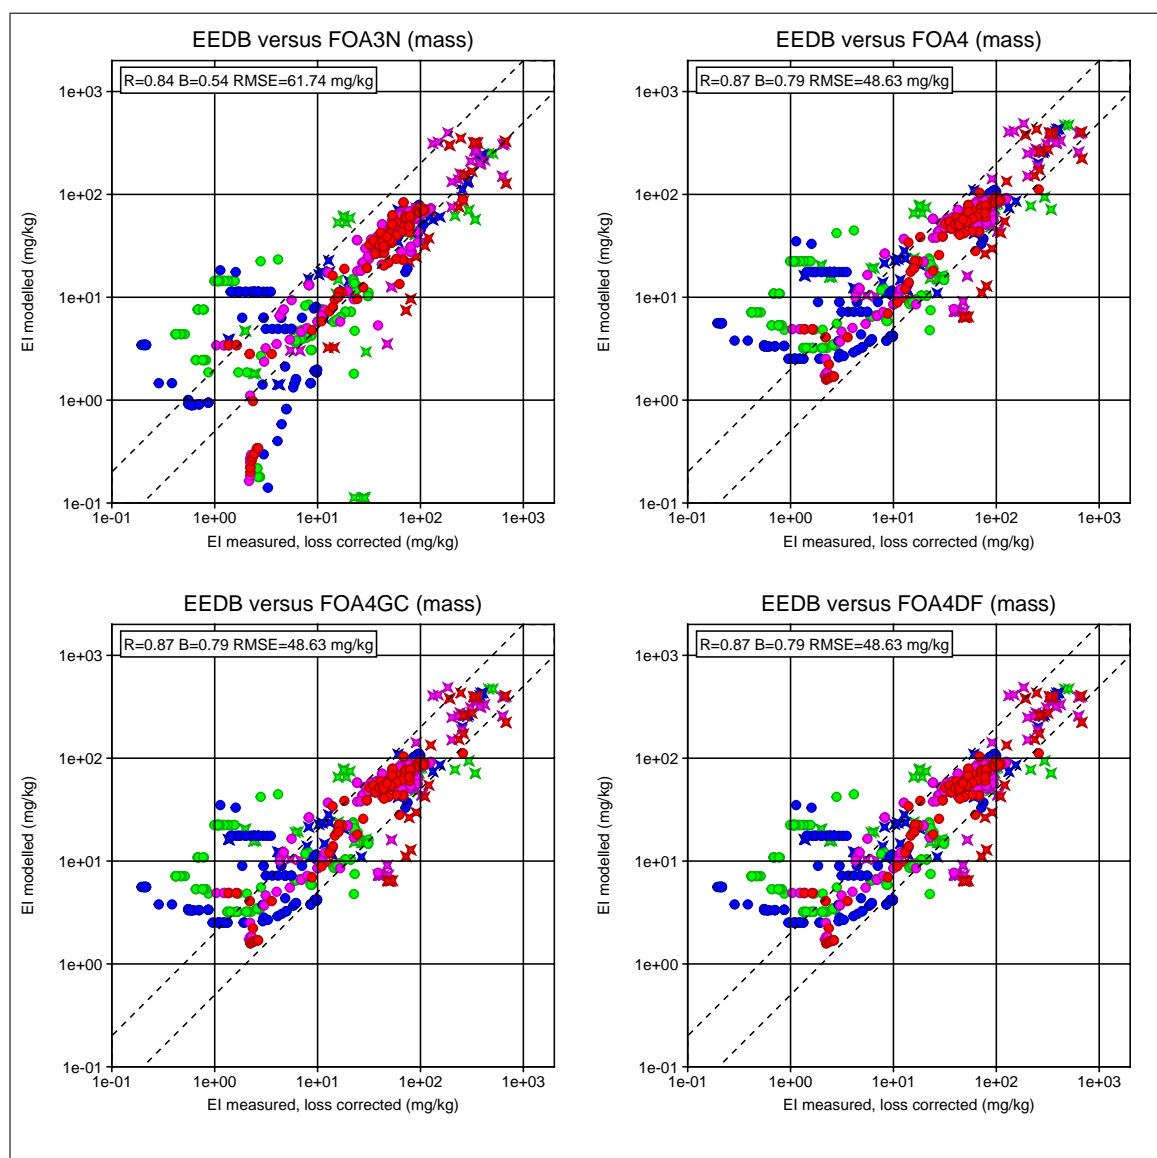 EEDB versus FOA3N (mass)
R=0.84 B=0.54 RMSE=61.74 mg/kg
1e+03
1e+02
1e+01
1e+00
1e-01
EI modelled (mg/kg)
1e-01 1e+00 1e+01 1e+02 1e+03
EI measured, loss corrected (mg/kg)
EEDB versus FOA4 (mass)
R=0.87 B=0.79 RMSE=48.63 mg/kg
1e+03
1e+02
1e+01
1e+00
1e-01
EI modelled (mg/kg)
1e-01 1e+00 1e+01 1e+02 1e+03
EI measured, loss corrected (mg/kg)
EEDB versus FOA4GC (mass)
R=0.87 B=0.79 RMSE=48.63 mg/kg
1e+03
1e+02
1e+01
1e+00
1e-01
EI modelled (mg/kg)
1e-01 1e+00 1e+01 1e+02 1e+03
EI measured, loss corrected (mg/kg)
EEDB versus FOA4DF (mass)
R=0.87 B=0.79 RMSE=48.63 mg/kg
1e+03
1e+02
1e+01
1e+00
1e-01
EI modelled (mg/kg)
1e-01 1e+00 1e+01 1e+02 1e+03
EI measured, loss corrected (mg/kg)